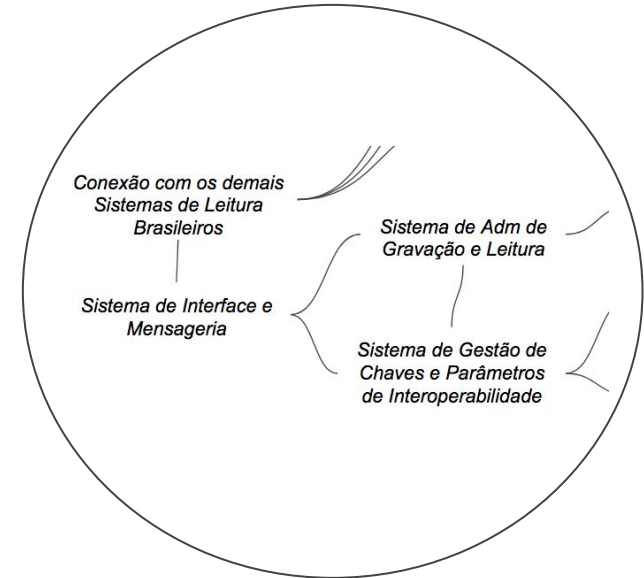 Conexão com os demais
Sistemas de Leitura
Brasileiros
Sistema de Adm de
Gravação e Leitura
Sistema de Interface e
Mensageria
Sistema de Gestão de
Chaves e Parâmetros
de Interoperabilidade